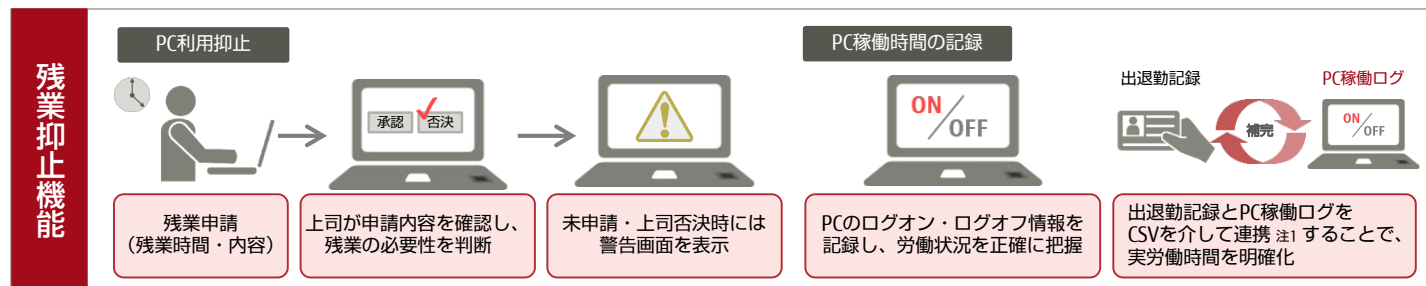 残業抑止機能
PC利用抑止
承認
否決
残業申請
(残業時間・内容)
上司が申請内容を確認し、
残業の必要性を判断
未申請・上司否決時には
警告画面を表示
PC稼働時間の記録
ON/OFF
PCのログオン・ログオフ情報を
記録し、労働状況を正確に把握
出退勤記録
補完
PC稼働ログ
ON/OFF
出退勤記録とPC稼働ログを
CSVを介して連携 注1 することで、
実労働時間を明確化